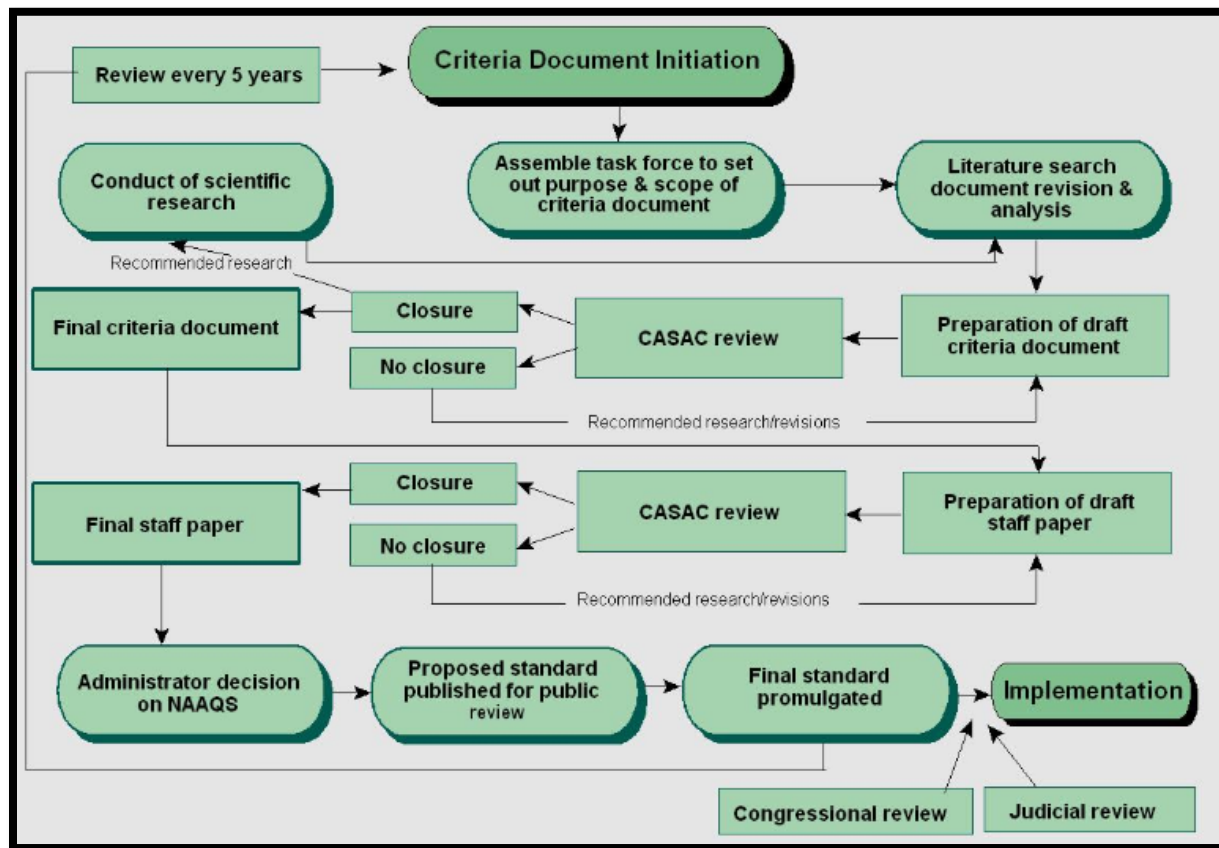 Review every 5 years
Criteria Document Initiation
Conduct of scientific
research
Assemble task force to set
out purpose & scope of
criteria document
Literature search
document revision &
analysis
Recommended research
Final criteria document
Closure
No closure
CASAC review
Preparation of draft
criteria document
Recommended research/revisions
Final staff paper
Closure
No closure
CASAC review
Preparation of draft
staff paper
Recommended research/revisions
Administrator decision
on NAAQS
Proposed standard
published for public
review
Final standard
promulgated
Implementation
Congressional review
Judicial review